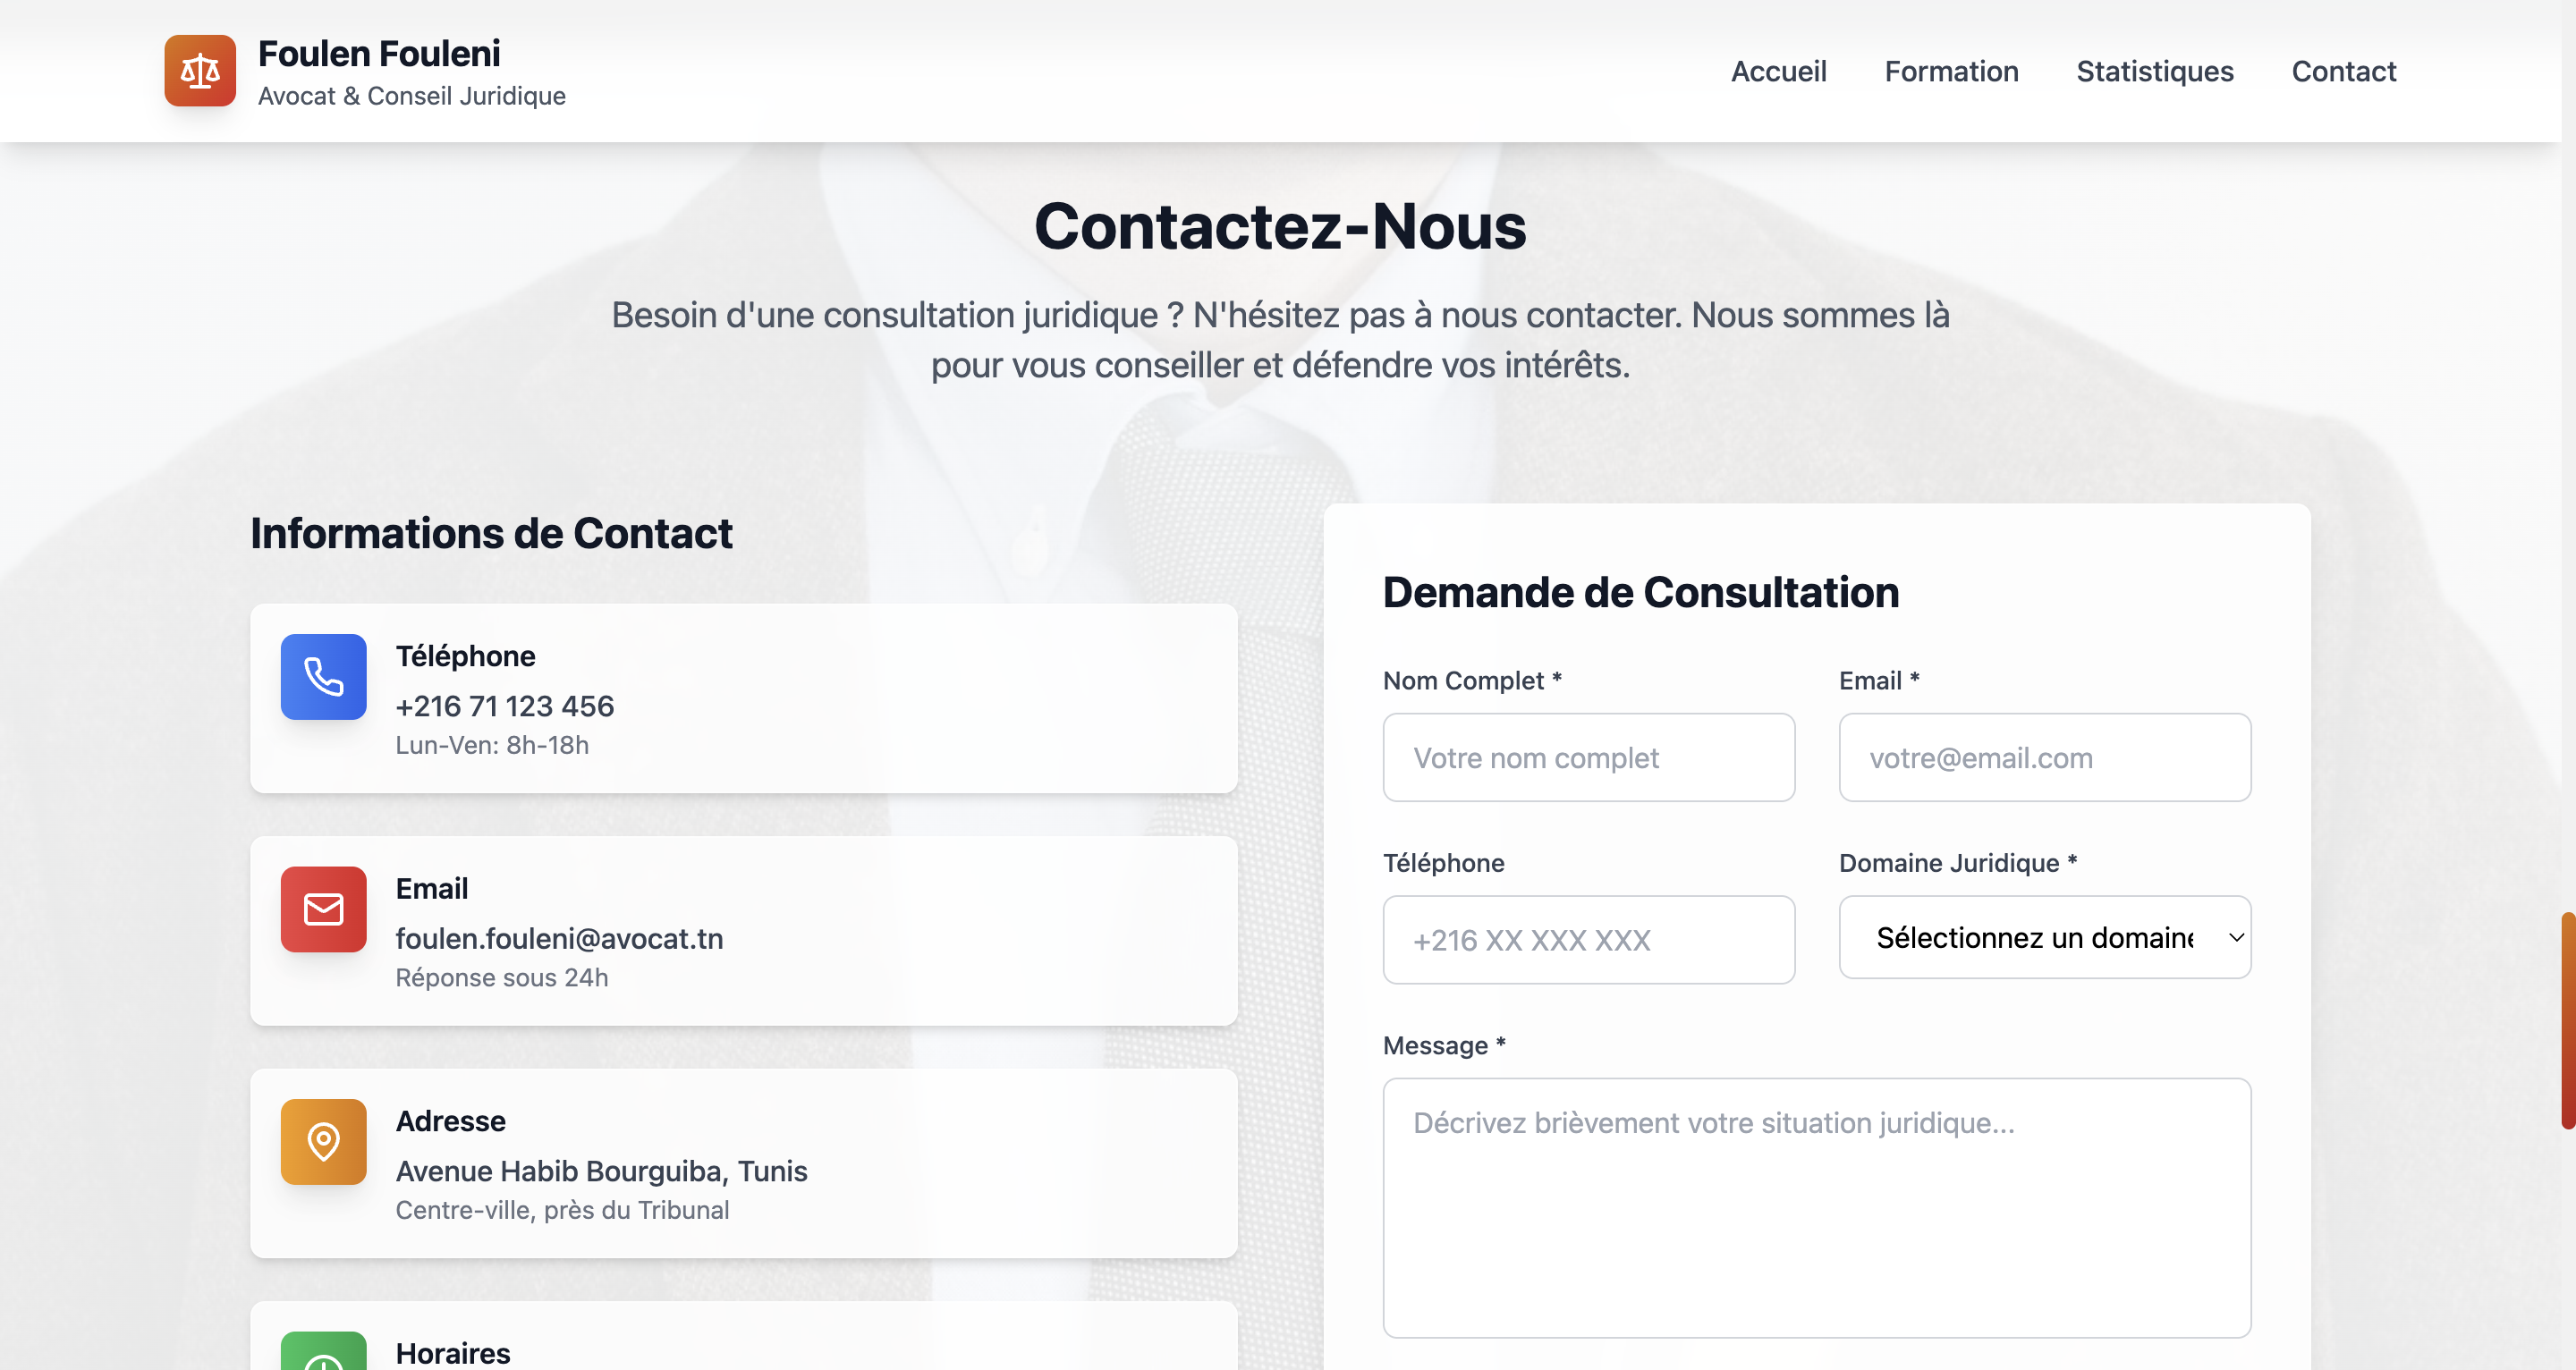 Foulen Fouleni
Avocat & Conseil Juridique
Accueil
Formation
Statistiques
Contact
Contactez-Nous
Besoin d'une consultation juridique ? N'hésitez pas à nous contacter. Nous sommes là
pour vous conseiller et défendre vos intérêts.
Informations de Contact
Téléphone
+216 71 123 456
Lun-Ven: 8h-18h
Email
foulen.fouleni@avocat.tn
Réponse sous 24h
Adresse
Avenue Habib Bourguiba, Tunis
Centre-ville, près du Tribunal
Horaires
Demande de Consultation
Nom Complet *
Votre nom complet
Email *
votre@email.com
Téléphone
+216 XX XXX XXX
Domaine Juridique *
Sélectionnez un domaine
Message *
Décrivez brièvement votre situation juridique...